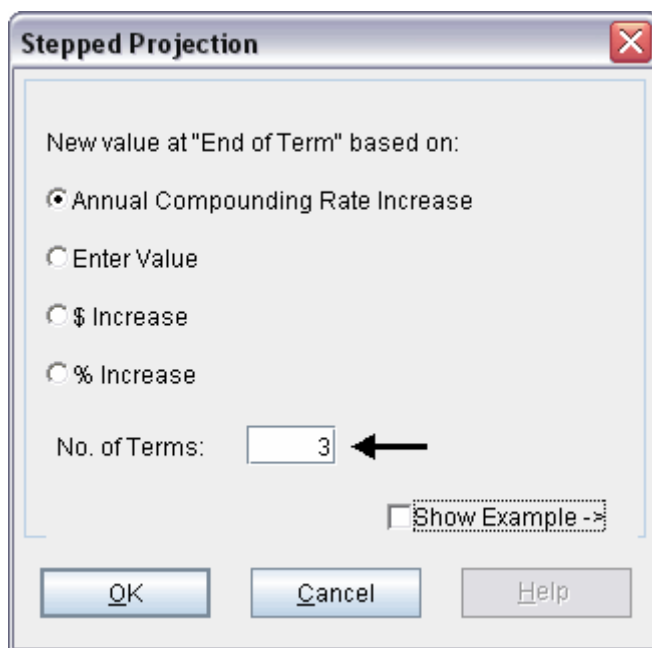 Stepped Projection
New value at "End of Term" based on:
Annual Compounding Rate Increase
Enter Value
$ Increase
% Increase
No. of Terms: 3
Show Example ->
OK Cancel Help